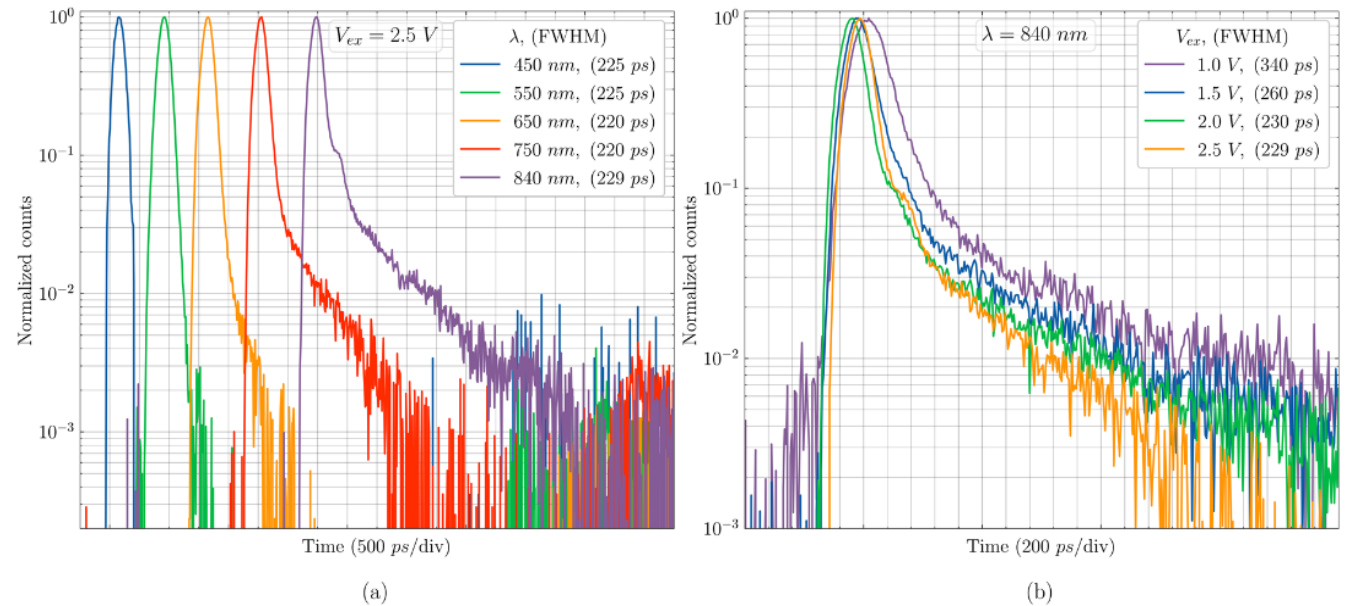 Normalized counts
10⁰
10⁻¹
10⁻²
10⁻³
V_ex = 2.5 V
λ, (FWHM)
450 nm, (225 ps)
550 nm, (225 ps)
650 nm, (220 ps)
750 nm, (220 ps)
840 nm, (229 ps)
Time (500 ps/div)
(a)
Normalized counts
10⁰
10⁻¹
10⁻²
10⁻³
λ = 840 nm
V_ex, (FWHM)
1.0 V, (340 ps)
1.5 V, (260 ps)
2.0 V, (230 ps)
2.5 V, (229 ps)
Time (200 ps/div)
(b)